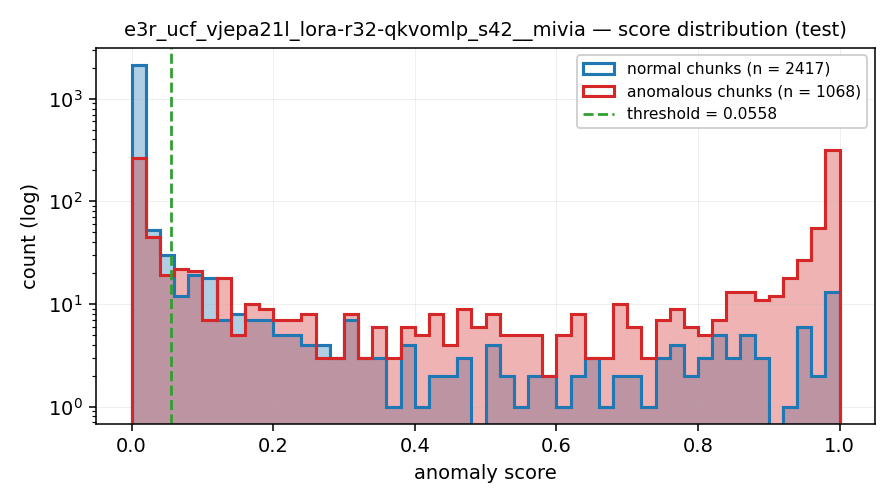 e3r_ucf_vjepa21l_lora-r32-qkvomlp_s42__mivia — score distribution (test)
normal chunks (n = 2417)
anomalous chunks (n = 1068)
threshold = 0.0558
count (log)
10³
10²
10¹
10⁰
0.0 0.2 0.4 0.6 0.8 1.0
anomaly score